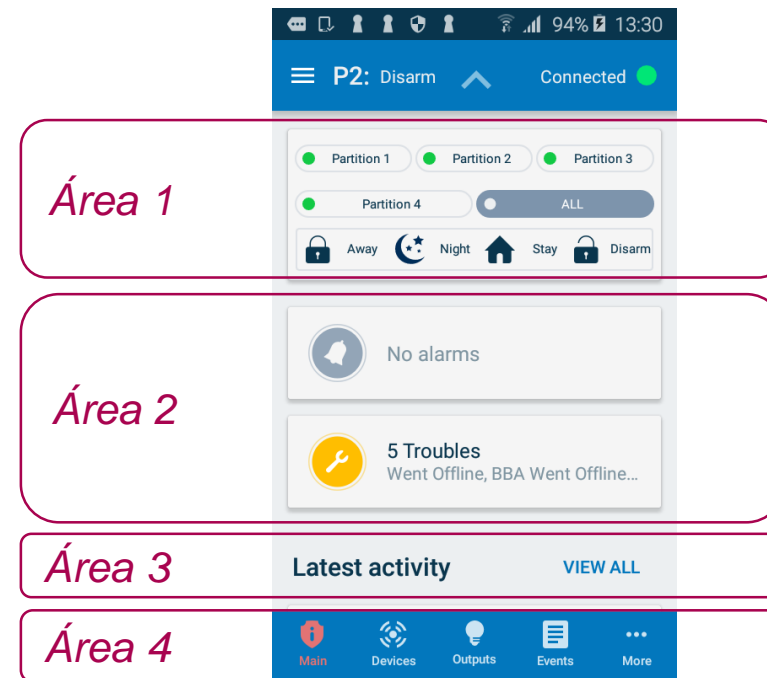 94% 13:30
P2: Disarm Connected
Área 1
Partition 1 Partition 2 Partition 3
Partition 4 ALL
Away Night Stay Disarm
Área 2
No alarms
5 Troubles
Went Offline, BBA Went Offline...
Área 3
Latest activity VIEW ALL
Área 4
Main Devices Outputs Events More